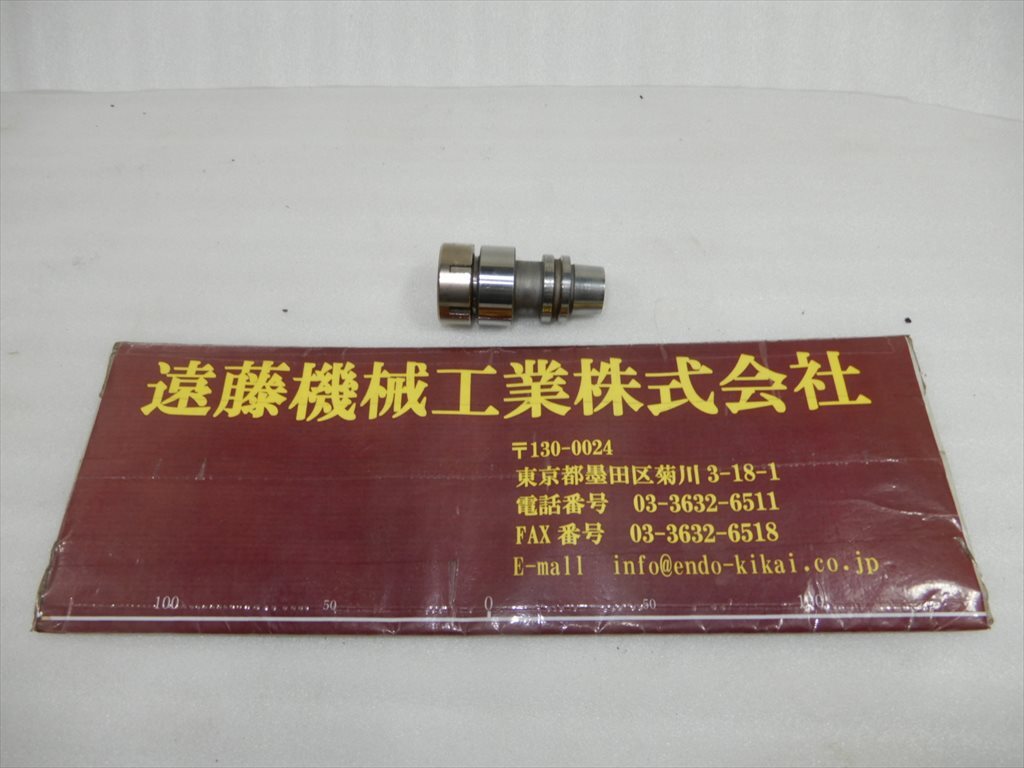 遠藤機械工業株式会社
〒130-0024
東京都墨田区菊川 3-18-1
電話番号 03-3632-6511
FAX 番号 03-3632-6518
E-mall info@endo-kikai.co.jp
100 50 0 50 100